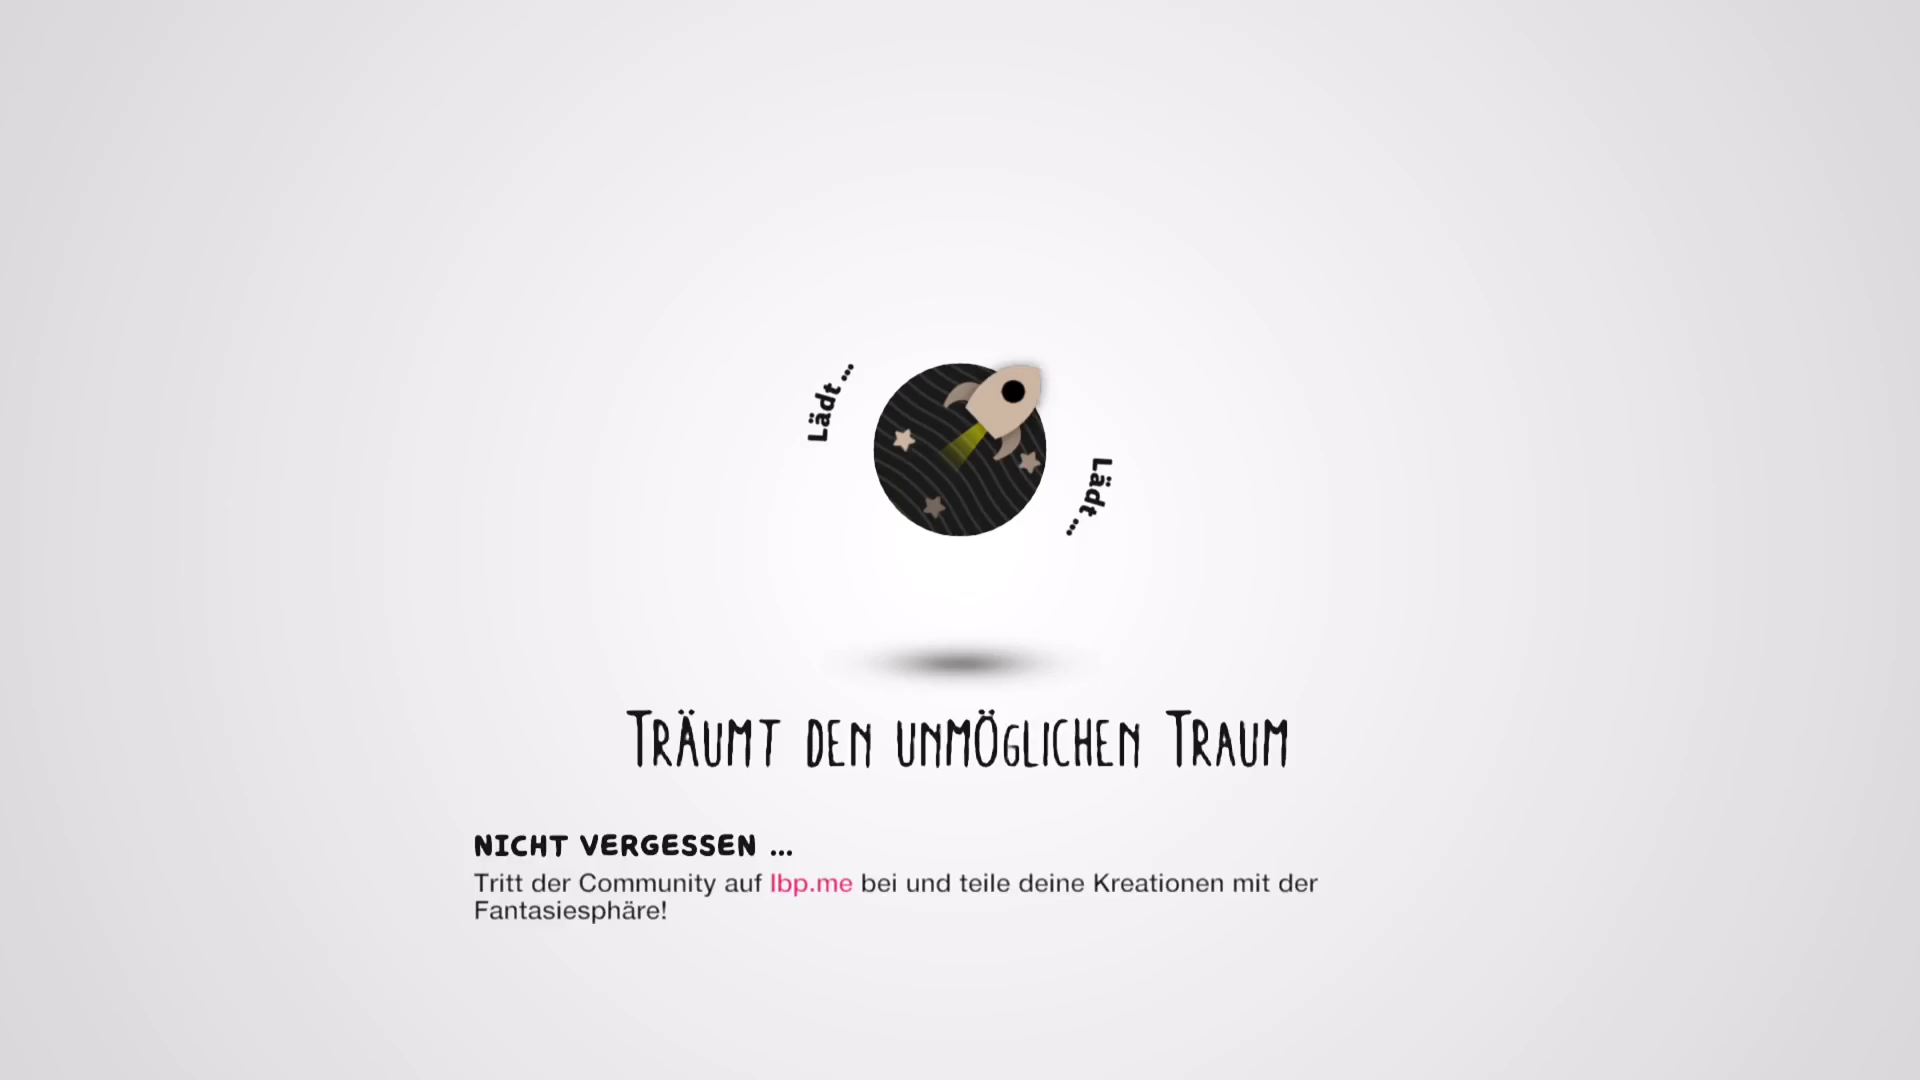 Lädt ...
Lädt ...
Träumt den unmöglichen Traum
NICHT VERGESSEN ...
Tritt der Community auf lbp.me bei und teile deine Kreationen mit der
Fantasiesphäre!